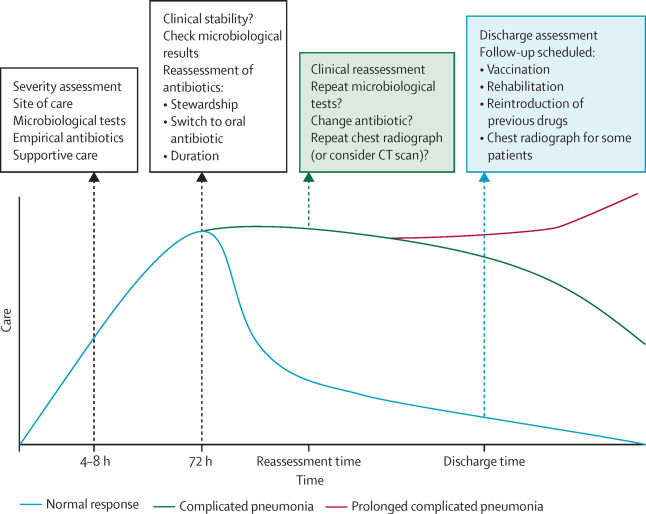 Severity assessment
Site of care
Microbiological tests
Empirical antibiotics
Supportive care
Clinical stability?
Check microbiological
results
Reassessment of
antibiotics:
• Stewardship
• Switch to oral
antibiotic
• Duration
Clinical reassessment
Repeat microbiological
tests?
Change antibiotic?
Repeat chest radiograph
(or consider CT scan)?
Discharge assessment
Follow-up scheduled:
• Vaccination
• Rehabilitation
• Reintroduction of
previous drugs
• Chest radiograph for some
patients
Care
4–8 h
72 h
Reassessment time
Discharge time
Time
Normal response
Complicated pneumonia
Prolonged complicated pneumonia